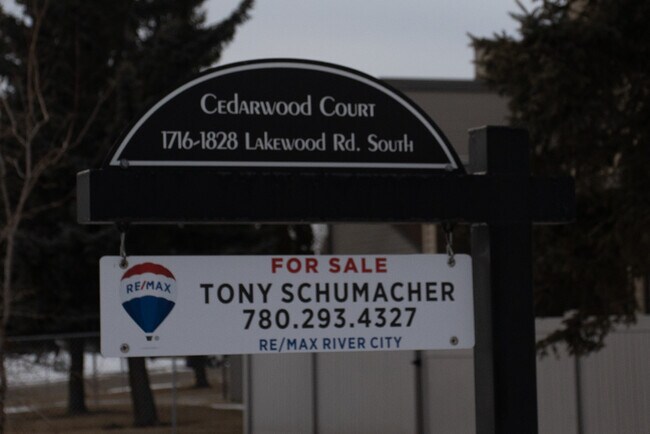 Cedarwood Court
1716-1828 Lakewood Rd. South
FOR SALE
RE/MAX
TONY SCHUMACHER
780.293.4327
RE/MAX RIVER CITY